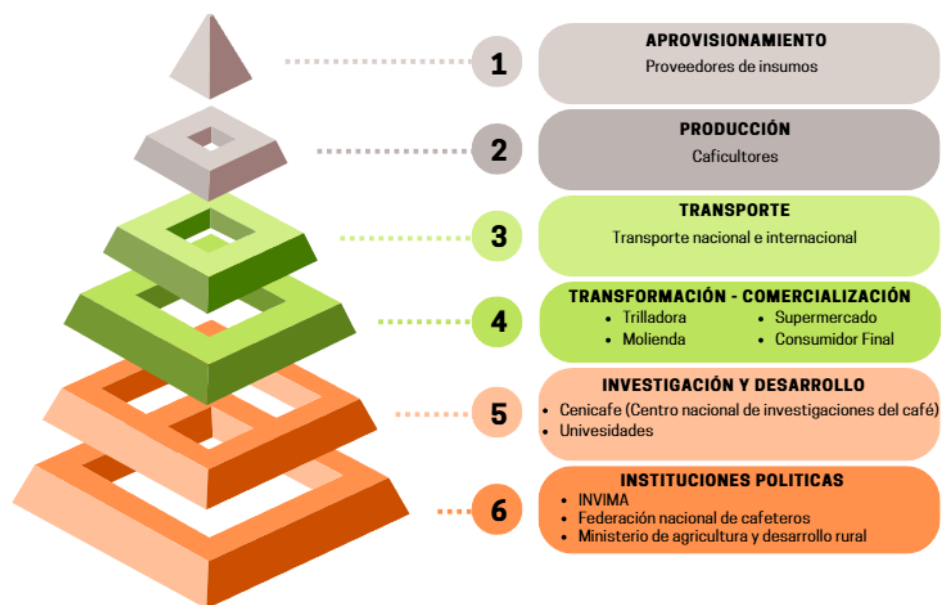 1
APROVISIONAMIENTO
Proveedores de insumos
2
PRODUCCIÓN
Caficultores
3
TRANSPORTE
Transporte nacional e internacional
4
TRANSFORMACIÓN - COMERCIALIZACIÓN
• Trilladora
• Molienda
• Supermercado
• Consumidor Final
5
INVESTIGACIÓN Y DESARROLLO
• Cenicafe (Centro nacional de investigaciones del café)
• Univesidades
6
INSTITUCIONES POLITICAS
• INVIMA
• Federación nacional de cafeteros
• Ministerio de agricultura y desarrollo rural